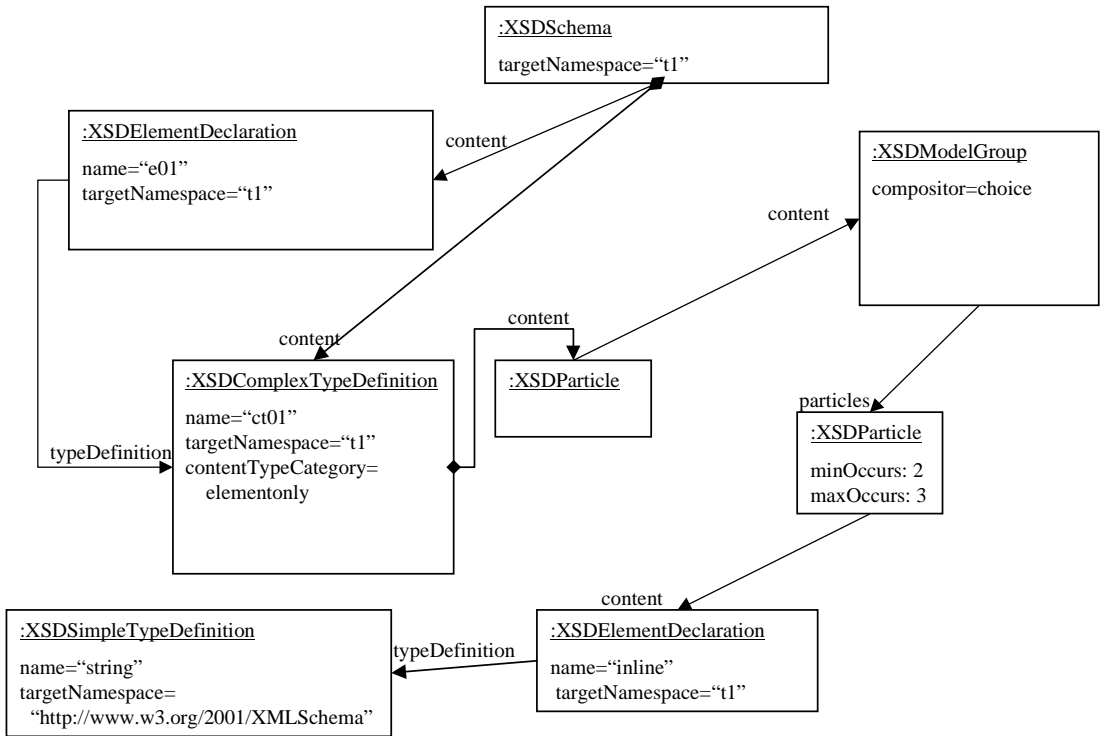 :XSDSchema
targetNamespace=“t1”
:XSDElementDeclaration
name=“e01”
targetNamespace=“t1”
content
:XSDModelGroup
compositor=choice
content
content
content
:XSDComplexTypeDefinition
name=“ct01”
targetNamespace=“t1”
contentTypeCategory=
elementonly
typeDefinition
:XSDParticle
particles
:XSDParticle
minOccurs: 2
maxOccurs: 3
content
:XSDSimpleTypeDefinition
name=“string”
targetNamespace=
“http://www.w3.org/2001/XMLSchema”
typeDefinition
:XSDElementDeclaration
name=“inline”
targetNamespace=“t1”